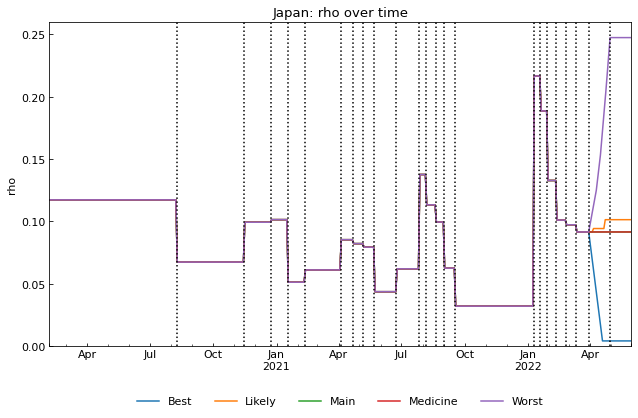 Japan: rho over time
0.25
0.20
0.15
rho
0.10
0.05
0.00
Apr Jul Oct Jan Apr Jul Oct Jan Apr
2021 2022
Best Likely Main Medicine Worst